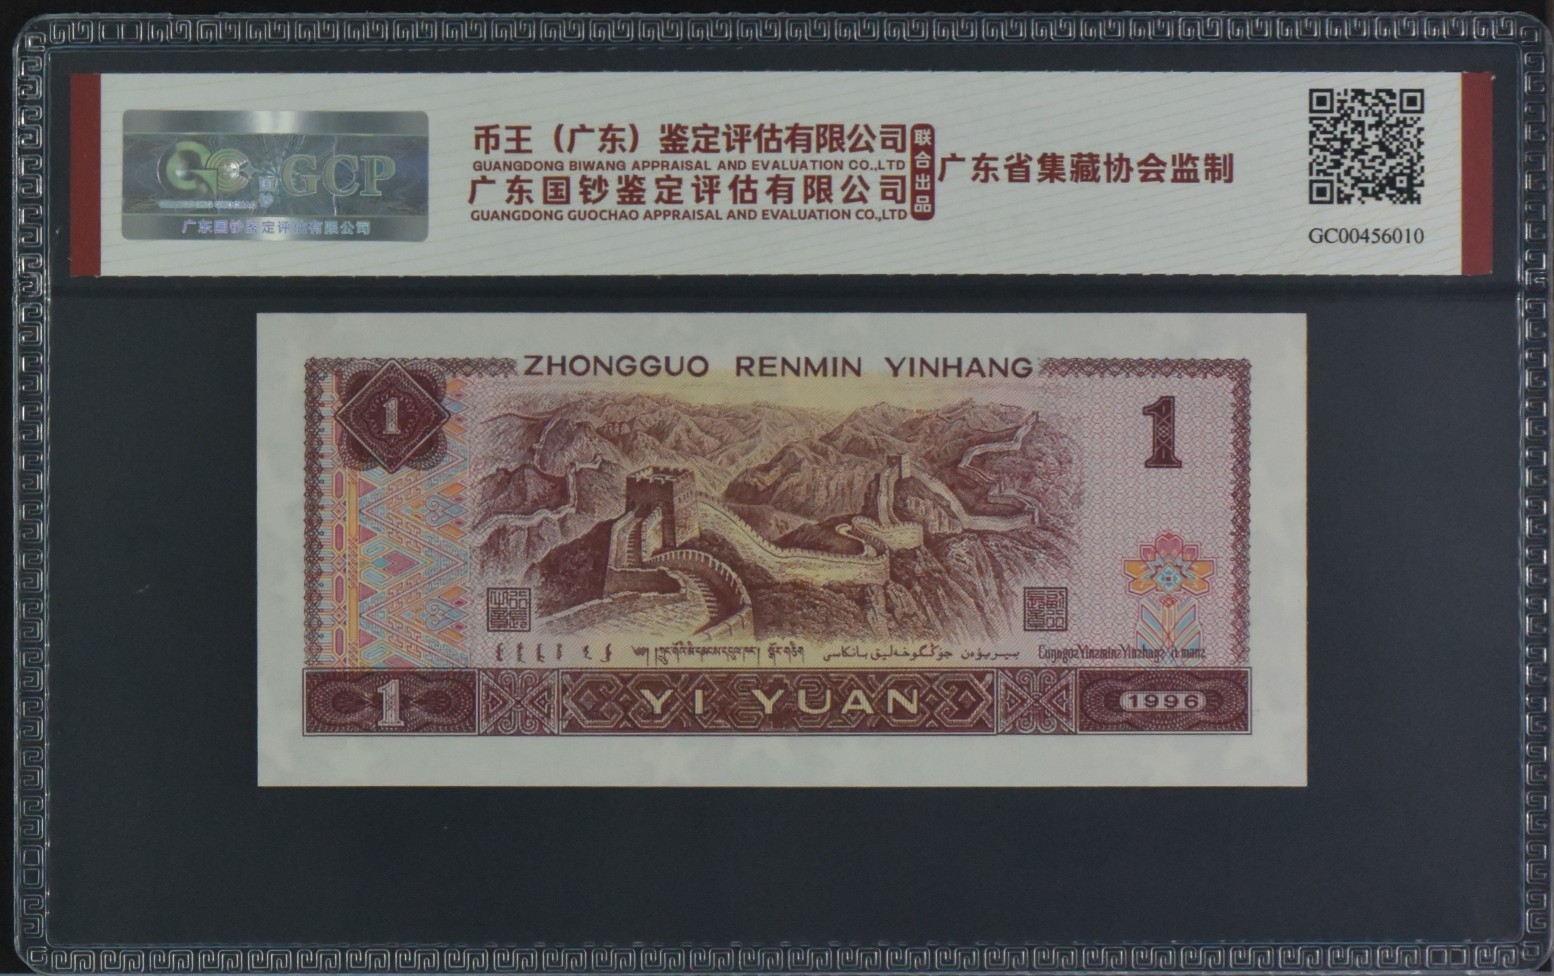 GCP
广东国钞鉴定评估有限公司
币王（广东）鉴定评估有限公司
GUANGDONG BIWANG APPRAISAL AND EVALUATION CO.,LTD
广东国钞鉴定评估有限公司
GUANGDONG GUOCHAO APPRAISAL AND EVALUATION CO.,LTD
联合出品
广东省集藏协会监制
GC00456010
ZHONGGUO RENMIN YINHANG
1
1
1
YI YUAN
1996